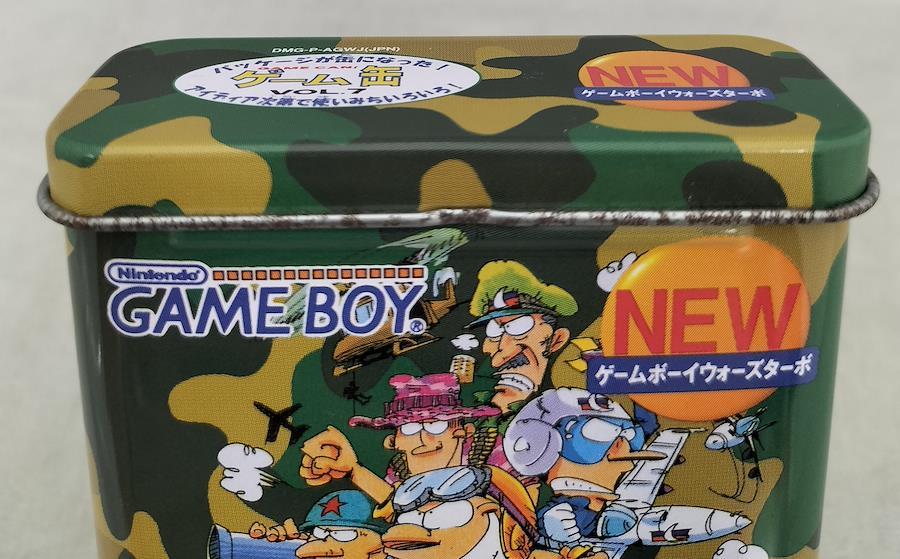 DMG-P-AGWJ(JPN)
パッケージが缶になった!
GAME CAN
ゲーム缶
VOL.7
アイディア次第で使いみちいろいろ!
NEW
ゲームボーイウォーズターボ
Nintendo
GAME BOY®
NEW
ゲームボーイウォーズターボ